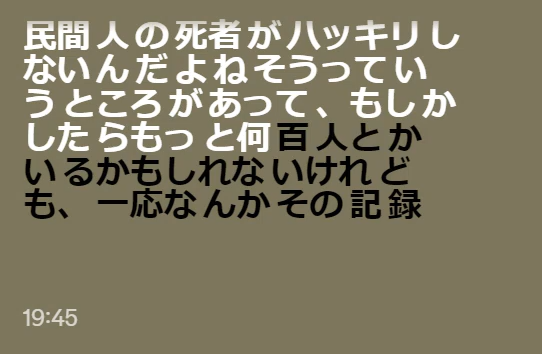 民間人の死者がハッキリし
ないんだよねそうってい
うところがあって、もしか
したらもっと何百人とか
いるかもしれないけれど
も、一応なんかその記録
19:45